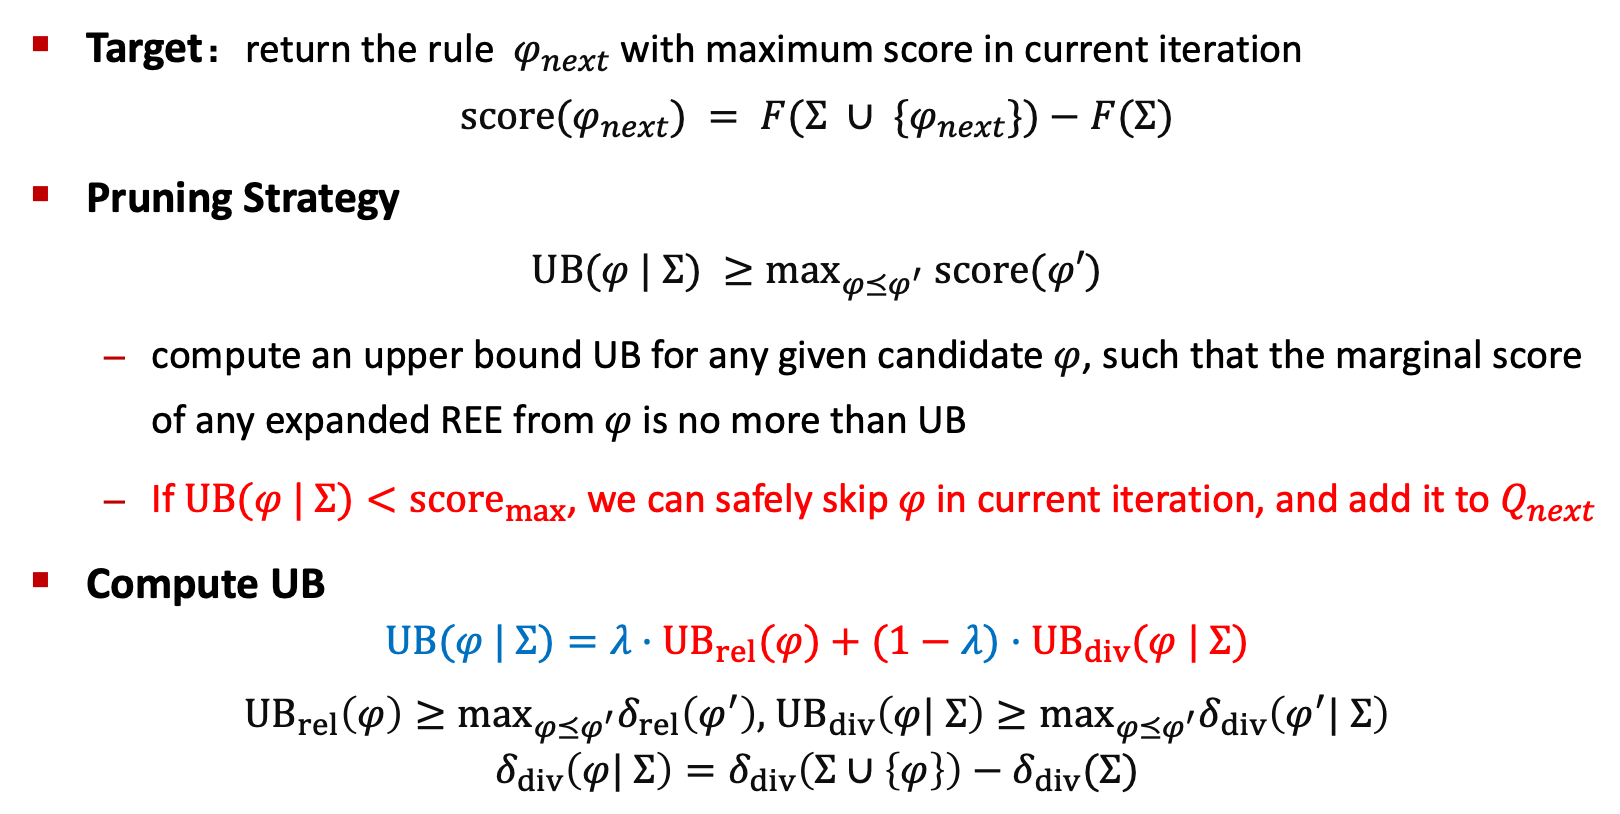 ▪ Target： return the rule φ_next with maximum score in current iteration
score(φ_next) = F(Σ ∪ {φ_next}) − F(Σ)
▪ Pruning Strategy
UB(φ | Σ) ≥ max_φ⪯φ′ score(φ′)
– compute an upper bound UB for any given candidate φ, such that the marginal score
of any expanded REE from φ is no more than UB
– If UB(φ | Σ) < score_max, we can safely skip φ in current iteration, and add it to Q_next
▪ Compute UB
UB(φ | Σ) = λ · UB_rel(φ) + (1 − λ) · UB_div(φ | Σ)
UB_rel(φ) ≥ max_φ⪯φ′ δ_rel(φ′), UB_div(φ| Σ) ≥ max_φ⪯φ′ δ_div(φ′| Σ)
δ_div(φ| Σ) = δ_div(Σ ∪ {φ}) − δ_div(Σ)